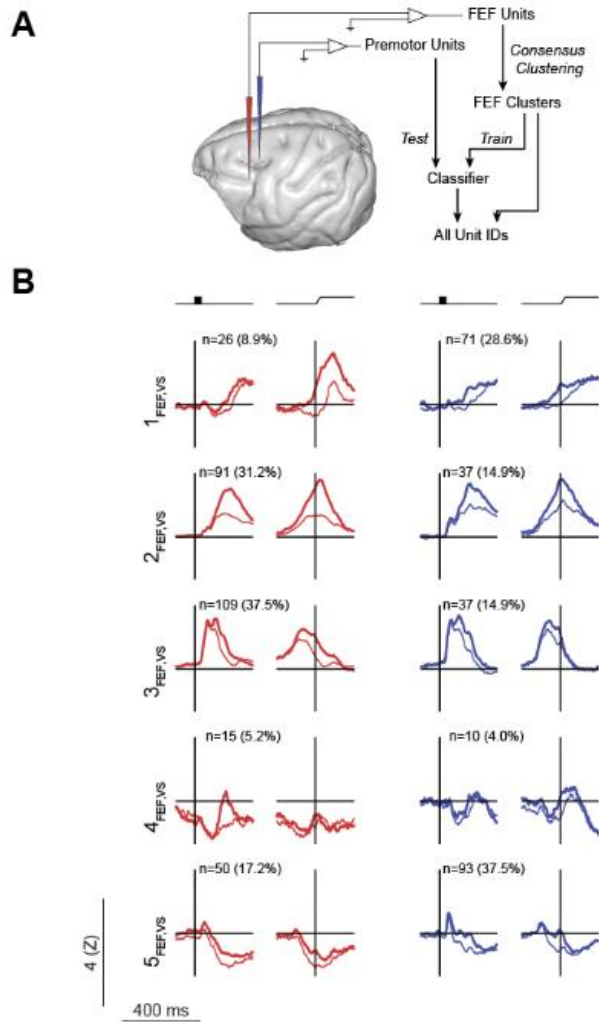 A
FEF Units
Premotor Units
Consensus
Clustering
FEF Clusters
Test
Train
Classifier
All Unit IDs
B
n=26 (8.9%)
n=71 (28.6%)
1FEF,VS
n=91 (31.2%)
n=37 (14.9%)
2FEF,VS
n=109 (37.5%)
n=37 (14.9%)
3FEF,VS
n=15 (5.2%)
n=10 (4.0%)
4FEF,VS
n=50 (17.2%)
n=93 (37.5%)
5FEF,VS
4 (Z)
400 ms